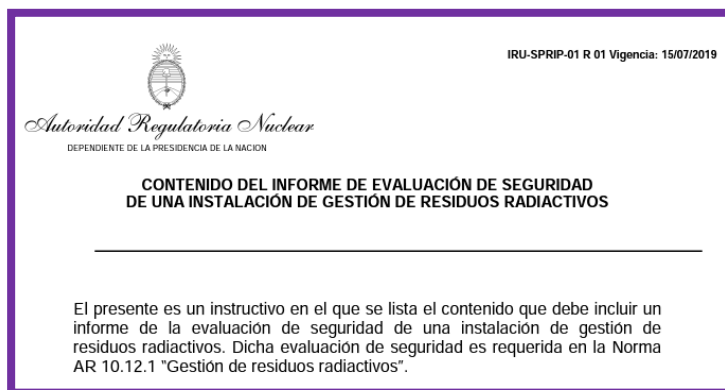 IRU-SPRIP-01 R 01 Vigencia: 15/07/2019
Autoridad Regulatoria Nuclear
DEPENDIENTE DE LA PRESIDENCIA DE LA NACION
CONTENIDO DEL INFORME DE EVALUACIÓN DE SEGURIDAD
DE UNA INSTALACIÓN DE GESTIÓN DE RESIDUOS RADIACTIVOS
El presente es un instructivo en el que se lista el contenido que debe incluir un
informe de la evaluación de seguridad de una instalación de gestión de
residuos radiactivos. Dicha evaluación de seguridad es requerida en la Norma
AR 10.12.1 "Gestión de residuos radiactivos".